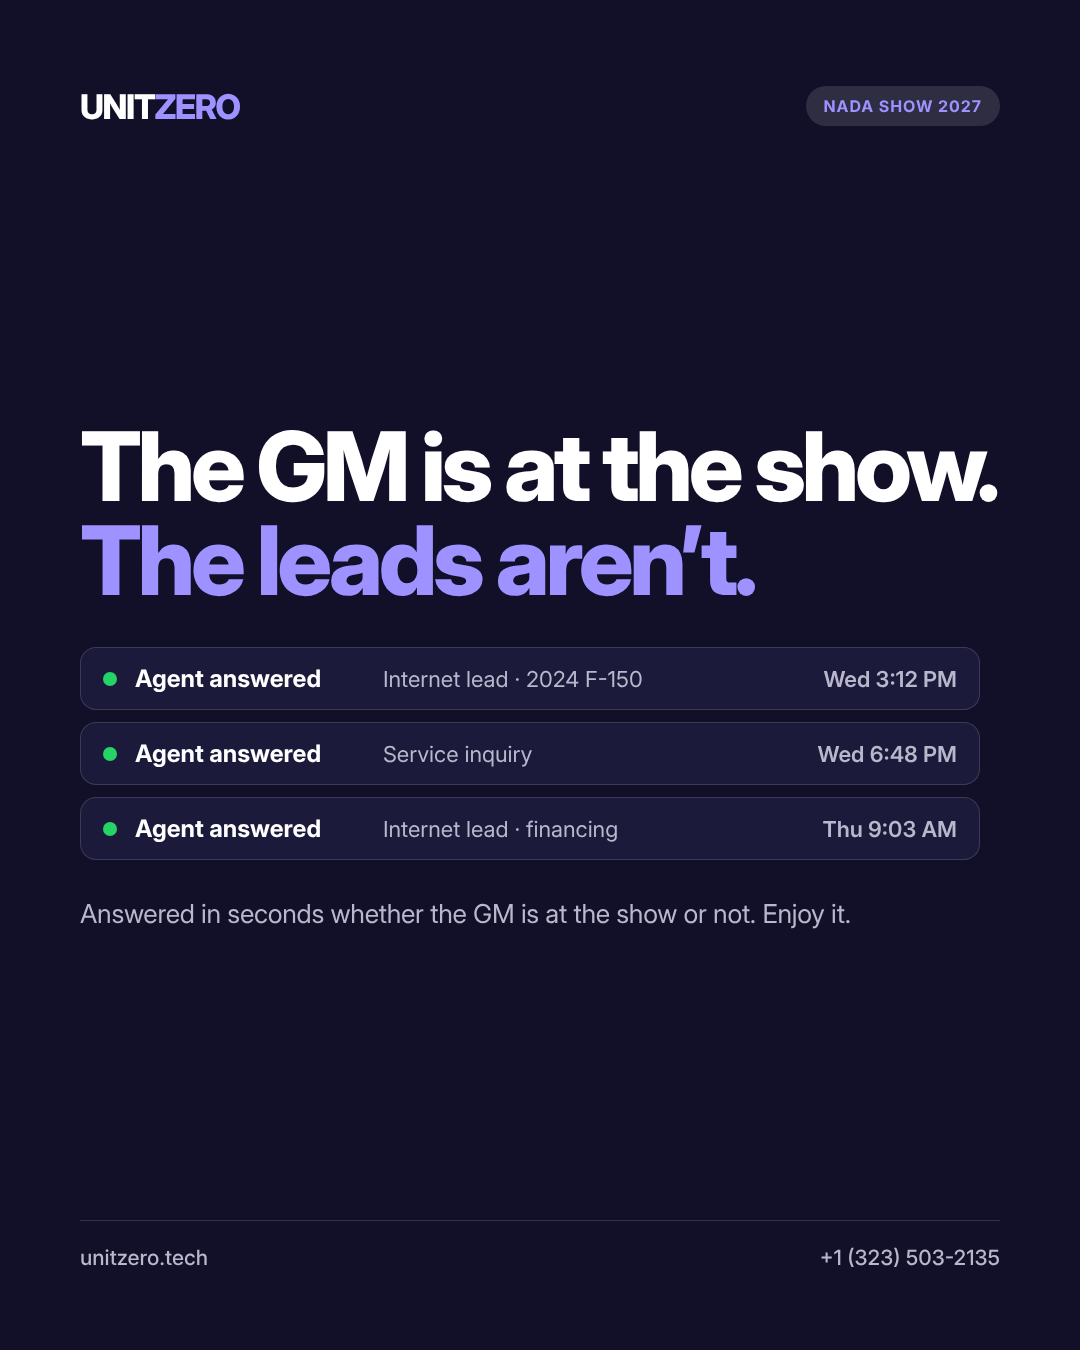 UNITZERO
NADA SHOW 2027
The GM is at the show.
The leads aren't.
Agent answered Internet lead · 2024 F-150 Wed 3:12 PM
Agent answered Service inquiry Wed 6:48 PM
Agent answered Internet lead · financing Thu 9:03 AM
Answered in seconds whether the GM is at the show or not. Enjoy it.
unitzero.tech +1 (323) 503-2135